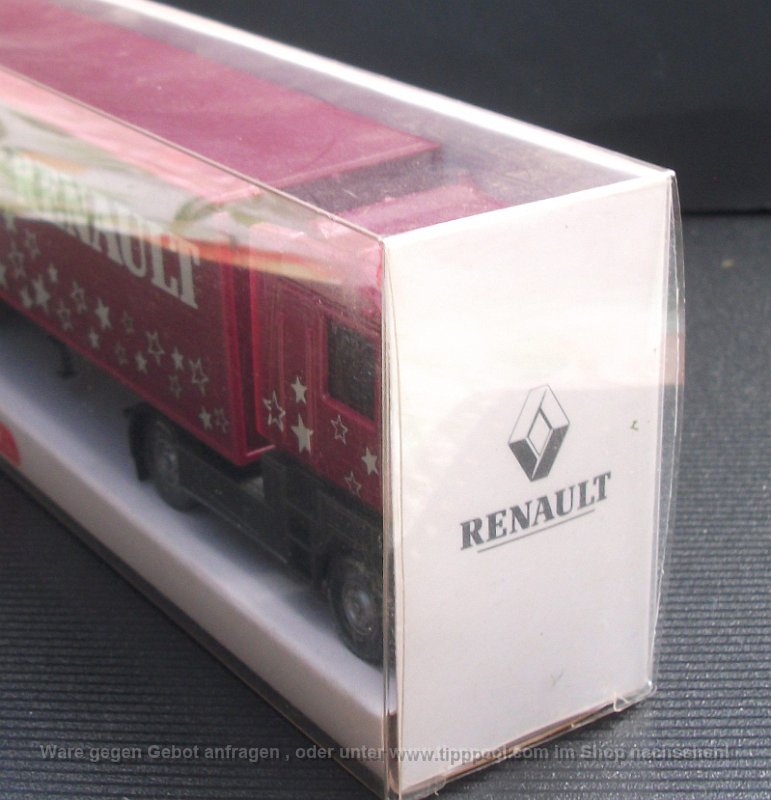 RENAULT
RENAULT
Ware gegen Gebot anfragen , oder unter www.tipppool.com im Shop nachsehen!